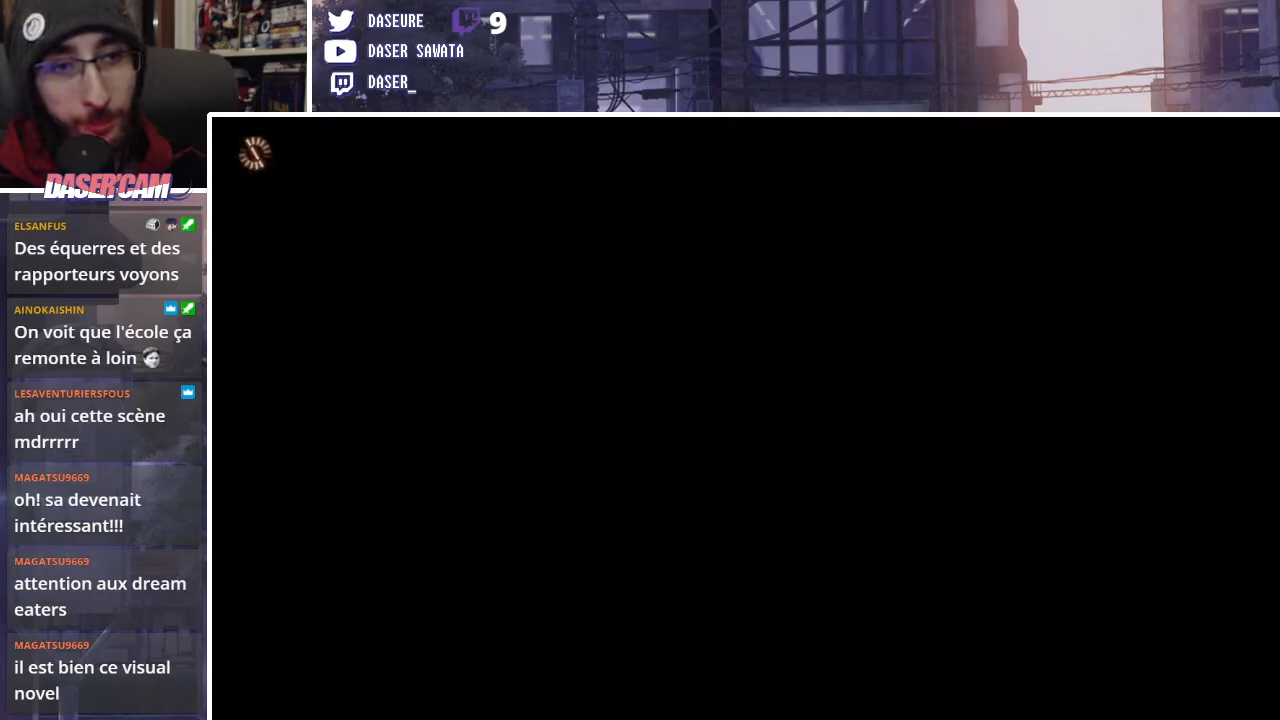 DASEURE 9
DASER SAWATA
DASER_
DASER'CAM
ELSANFUS
Des équerres et des
rapporteurs voyons
AINOKAISHIN
On voit que l'école ça
remonte à loin
LESAVENTURIERSFOUS
ah oui cette scène
mdrrrrr
MAGATSU9669
oh! sa devenait
intéressant!!!
MAGATSU9669
attention aux dream
eaters
MAGATSU9669
il est bien ce visual
novel